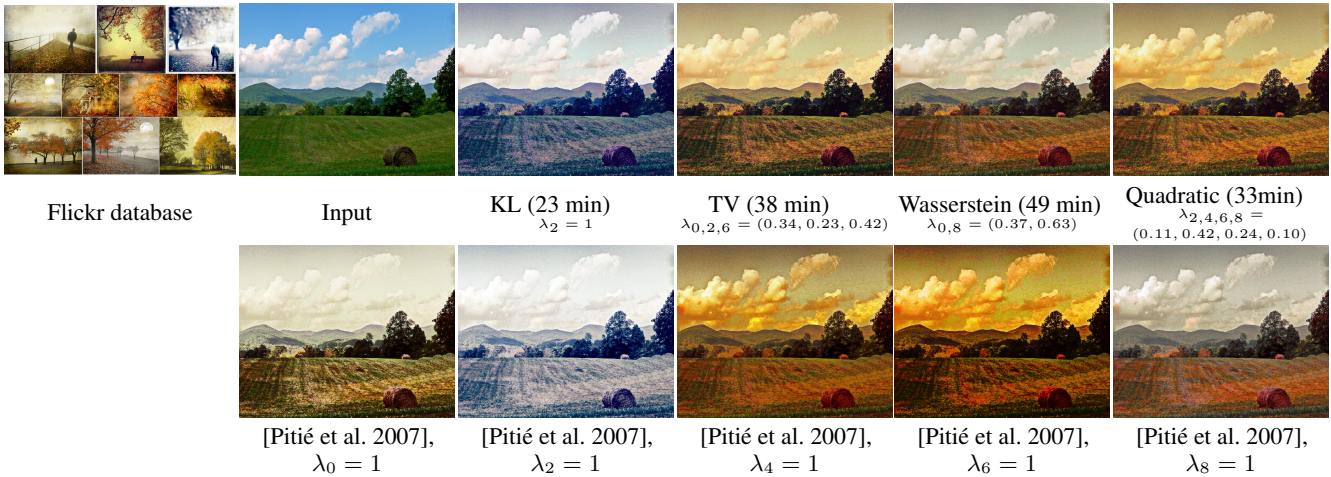 Flickr database
Input
KL (23 min)
λ₂ = 1
TV (38 min)
λ₀,₂,₆ = (0.34, 0.23, 0.42)
Wasserstein (49 min)
λ₀,₈ = (0.37, 0.63)
Quadratic (33min)
λ₂,₄,₆,₈ =
(0.11, 0.42, 0.24, 0.10)
[Pitié et al. 2007],
λ₀ = 1
[Pitié et al. 2007],
λ₂ = 1
[Pitié et al. 2007],
λ₄ = 1
[Pitié et al. 2007],
λ₆ = 1
[Pitié et al. 2007],
λ₈ = 1